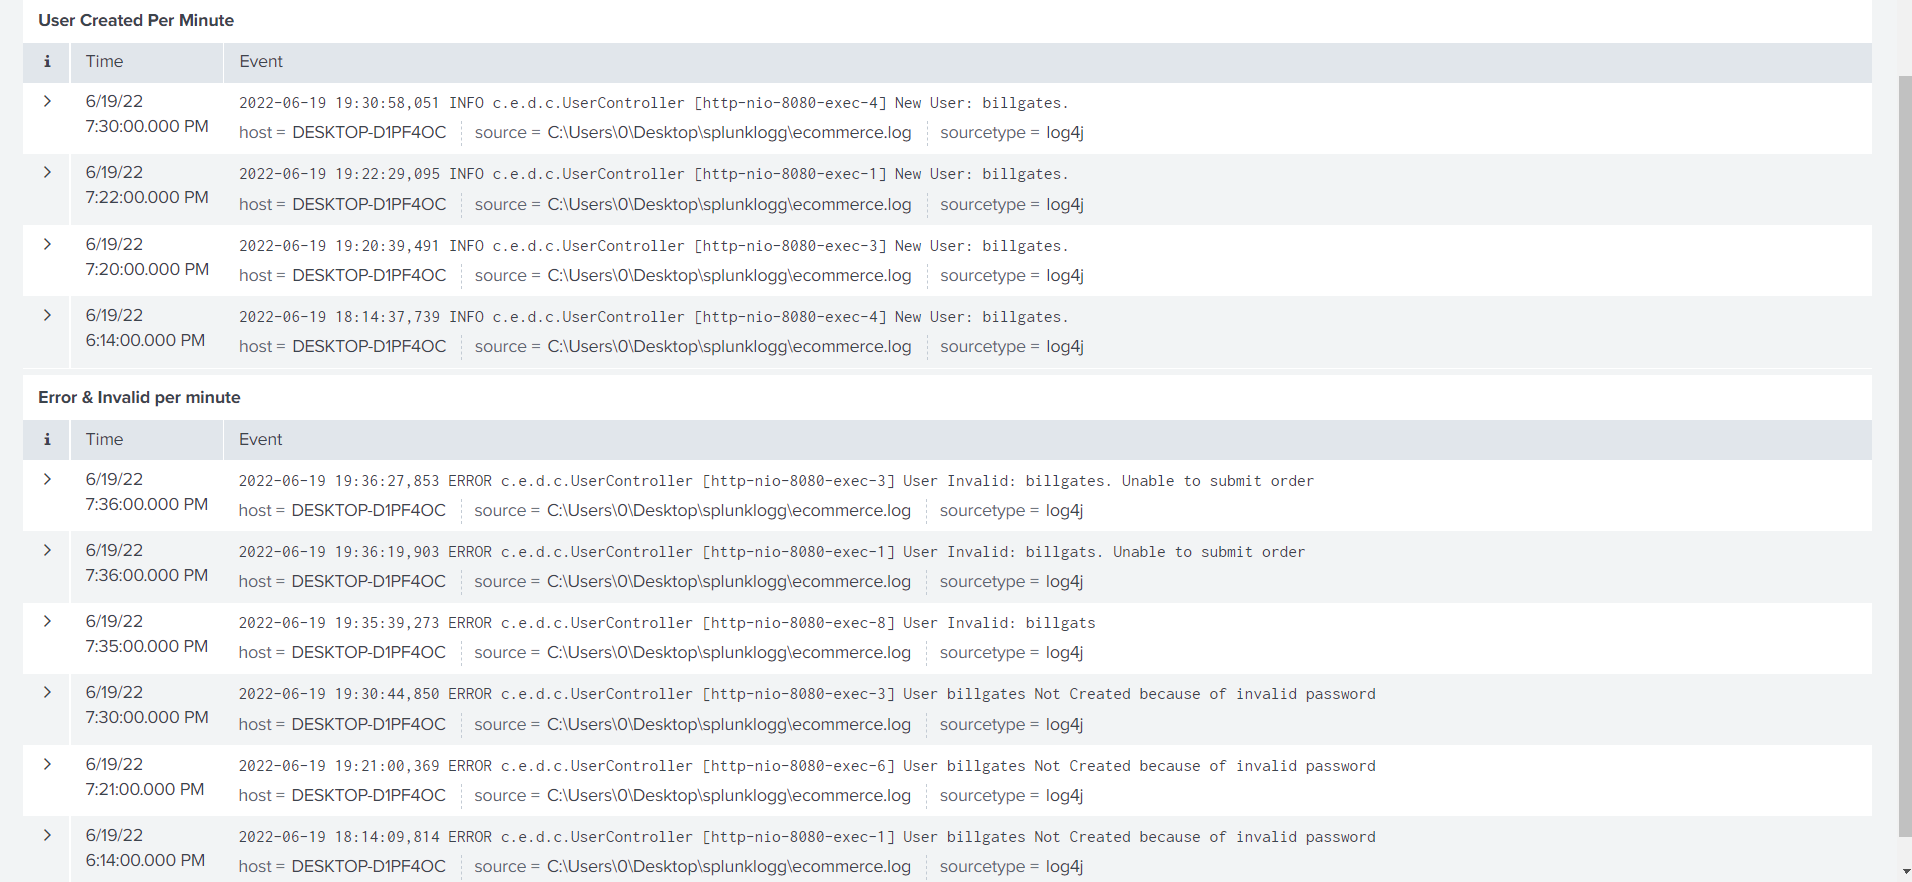 User Created Per Minute
i Time Event
6/19/22
7:30:00.000 PM
2022-06-19 19:30:58,051 INFO c.e.d.c.UserController [http-nio-8080-exec-4] New User: billgates.
host = DESKTOP-D1PF4OC source = C:\Users\0\Desktop\splunklogg\ecommerce.log sourcetype = log4j
6/19/22
7:22:00.000 PM
2022-06-19 19:22:29,095 INFO c.e.d.c.UserController [http-nio-8080-exec-1] New User: billgates.
host = DESKTOP-D1PF4OC source = C:\Users\0\Desktop\splunklogg\ecommerce.log sourcetype = log4j
6/19/22
7:20:00.000 PM
2022-06-19 19:20:39,491 INFO c.e.d.c.UserController [http-nio-8080-exec-3] New User: billgates.
host = DESKTOP-D1PF4OC source = C:\Users\0\Desktop\splunklogg\ecommerce.log sourcetype = log4j
6/19/22
6:14:00.000 PM
2022-06-19 18:14:37,739 INFO c.e.d.c.UserController [http-nio-8080-exec-4] New User: billgates.
host = DESKTOP-D1PF4OC source = C:\Users\0\Desktop\splunklogg\ecommerce.log sourcetype = log4j
Error & Invalid per minute
i Time Event
6/19/22
7:36:00.000 PM
2022-06-19 19:36:27,853 ERROR c.e.d.c.UserController [http-nio-8080-exec-3] User Invalid: billgates. Unable to submit order
host = DESKTOP-D1PF4OC source = C:\Users\0\Desktop\splunklogg\ecommerce.log sourcetype = log4j
6/19/22
7:36:00.000 PM
2022-06-19 19:36:19,903 ERROR c.e.d.c.UserController [http-nio-8080-exec-1] User Invalid: billgats. Unable to submit order
host = DESKTOP-D1PF4OC source = C:\Users\0\Desktop\splunklogg\ecommerce.log sourcetype = log4j
6/19/22
7:35:00.000 PM
2022-06-19 19:35:39,273 ERROR c.e.d.c.UserController [http-nio-8080-exec-8] User Invalid: billgats
host = DESKTOP-D1PF4OC source = C:\Users\0\Desktop\splunklogg\ecommerce.log sourcetype = log4j
6/19/22
7:30:00.000 PM
2022-06-19 19:30:44,850 ERROR c.e.d.c.UserController [http-nio-8080-exec-3] User billgates Not Created because of invalid password
host = DESKTOP-D1PF4OC source = C:\Users\0\Desktop\splunklogg\ecommerce.log sourcetype = log4j
6/19/22
7:21:00.000 PM
2022-06-19 19:21:00,369 ERROR c.e.d.c.UserController [http-nio-8080-exec-6] User billgates Not Created because of invalid password
host = DESKTOP-D1PF4OC source = C:\Users\0\Desktop\splunklogg\ecommerce.log sourcetype = log4j
6/19/22
6:14:00.000 PM
2022-06-19 18:14:09,814 ERROR c.e.d.c.UserController [http-nio-8080-exec-1] User billgates Not Created because of invalid password
host = DESKTOP-D1PF4OC source = C:\Users\0\Desktop\splunklogg\ecommerce.log sourcetype = log4j